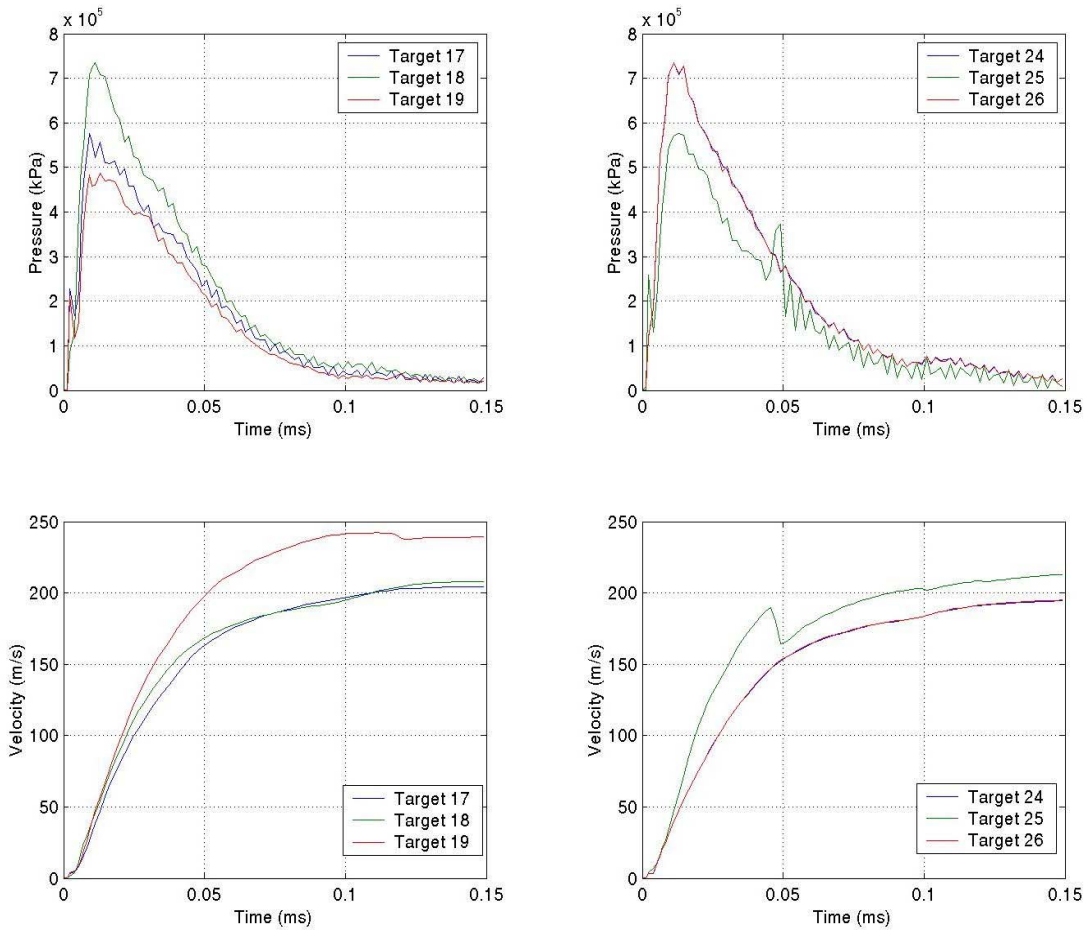 x 10⁵
8
7
6
5
4
3
2
1
0
Pressure (kPa)
0 0.05 0.1 0.15
Time (ms)
Target 17
Target 18
Target 19
x 10⁵
8
7
6
5
4
3
2
1
0
Pressure (kPa)
0 0.05 0.1 0.15
Time (ms)
Target 24
Target 25
Target 26
250
200
150
100
50
0
Velocity (m/s)
0 0.05 0.1 0.15
Time (ms)
Target 17
Target 18
Target 19
250
200
150
100
50
0
Velocity (m/s)
0 0.05 0.1 0.15
Time (ms)
Target 24
Target 25
Target 26